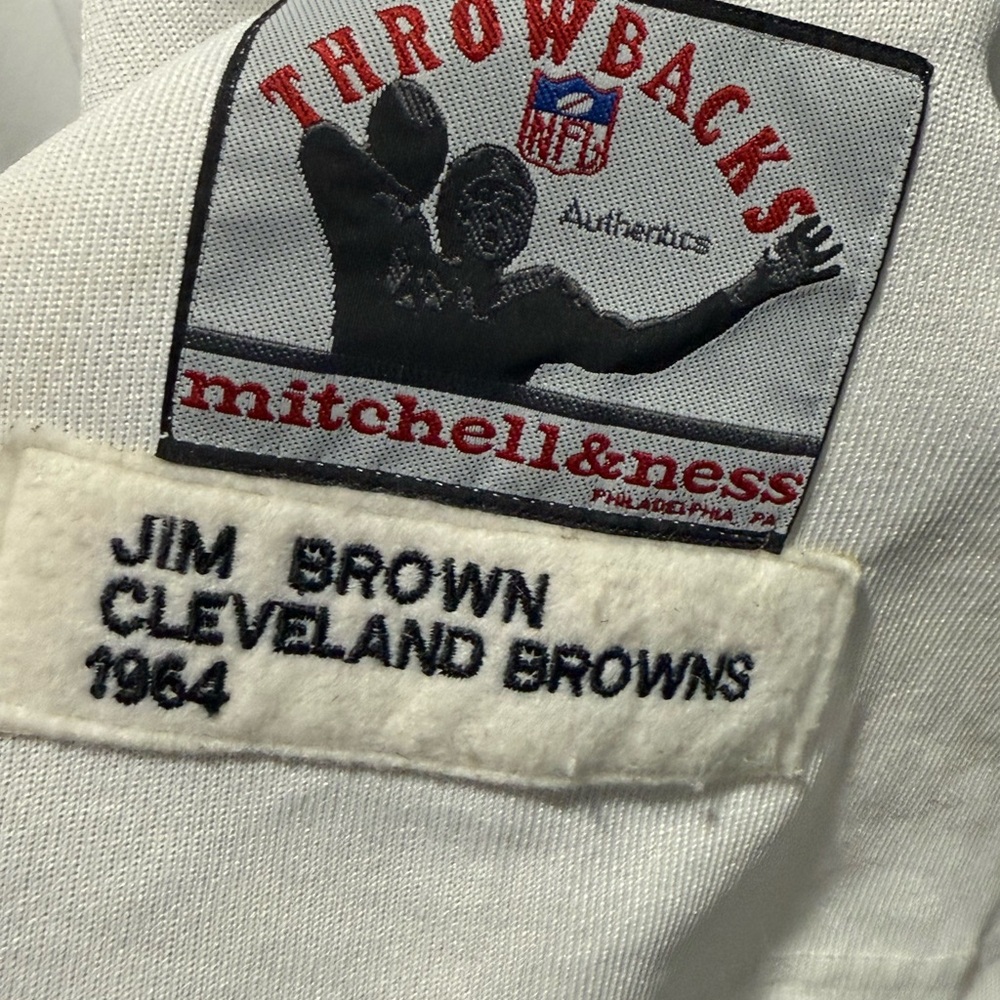 THROWBACKS
NFL
Authentics
mitchell&ness
PHILADELPHIA PA
JIM BROWN
CLEVELAND BROWNS
1964